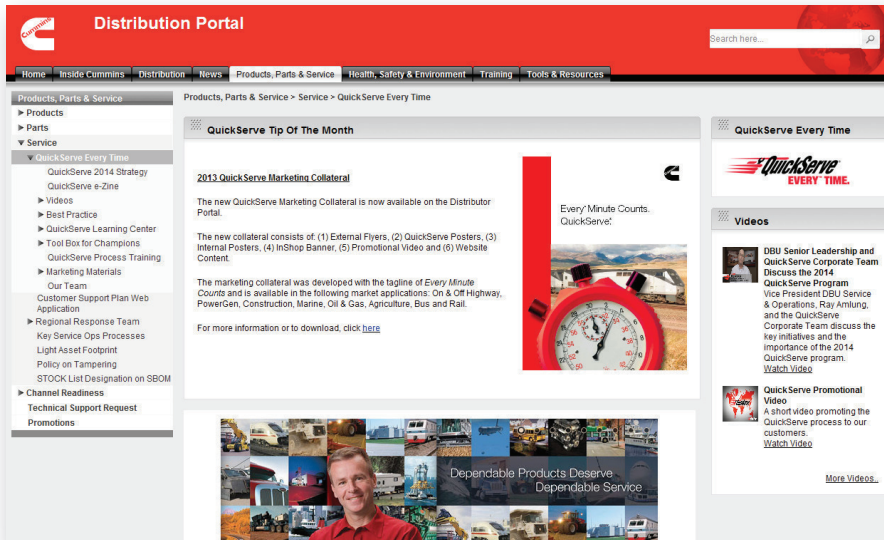 Cummins
Distribution Portal
Search here...
Home
Inside Cummins
Distribution
News
Products, Parts & Service
Health, Safety & Environment
Training
Tools & Resources
Products, Parts & Service
Products
Parts
Service
QuickServe Every Time
QuickServe 2014 Strategy
QuickServe e-Zine
Videos
Best Practice
QuickServe Learning Center
Tool Box for Champions
QuickServe Process Training
Marketing Materials
Our Team
Customer Support Plan Web
Application
Regional Response Team
Key Service Ops Processes
Light Asset Footprint
Policy on Tampering
STOCK List Designation on SBOM
Channel Readiness
Technical Support Request
Promotions
Products, Parts & Service > Service > QuickServe Every Time
QuickServe Tip Of The Month
2013 QuickServe Marketing Collateral
The new QuickServe Marketing Collateral is now available on the Distributor
Portal.
The new collateral consists of: (1) External Flyers, (2) QuickServe Posters, (3)
Internal Posters, (4) InShop Banner, (5) Promotional Video and (6) Website
Content.
The marketing collateral was developed with the tagline of Every Minute
Counts and is available in the following market applications: On & Off Highway,
PowerGen, Construction, Marine, Oil & Gas, Agriculture, Bus and Rail.
For more information or to download, click here
Every Minute Counts.
QuickServe.
Dependable Products Deserve
Dependable Service
QuickServe Every Time
QuickServe
EVERY TIME.
Videos
DBU Senior Leadership and
QuickServe Corporate Team
Discuss the 2014
QuickServe Program
Vice President DBU Service
& Operations, Ray Amlung,
and the QuickServe
Corporate Team discuss the
key initiatives and the
importance of the 2014
QuickServe program.
Watch Video
QuickServe Promotional
Video
A short video promoting the
QuickServe process to our
customers.
Watch Video
More Videos..